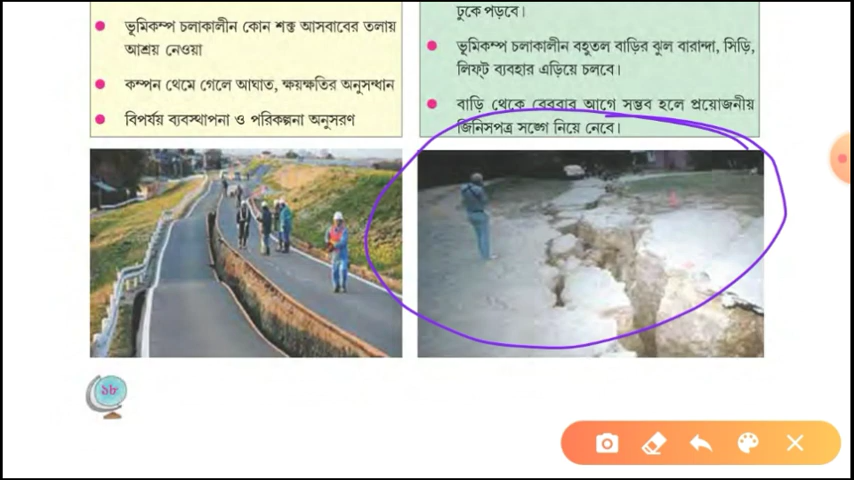 ভূমিকম্প চলাকালীন কোন শক্ত আসবাবের তলায়
আশ্রয় নেওয়া
কম্পন থেমে গেলে আঘাত, ক্ষয়ক্ষতির অনুসন্ধান
বিপর্যয় ব্যবস্থাপনা ও পরিকল্পনা অনুসরণ
ঢুকে পড়বে।
ভূমিকম্প চলাকালীন বহুতল বাড়ির ঝুল বারান্দা, সিড়ি,
লিফ্‌ট ব্যবহার এড়িয়ে চলবে।
বাড়ি থেকে বেরবার আগে সম্ভব হলে প্রয়োজনীয়
জিনিসপত্র সঙ্গে নিয়ে নেবে।
১৮